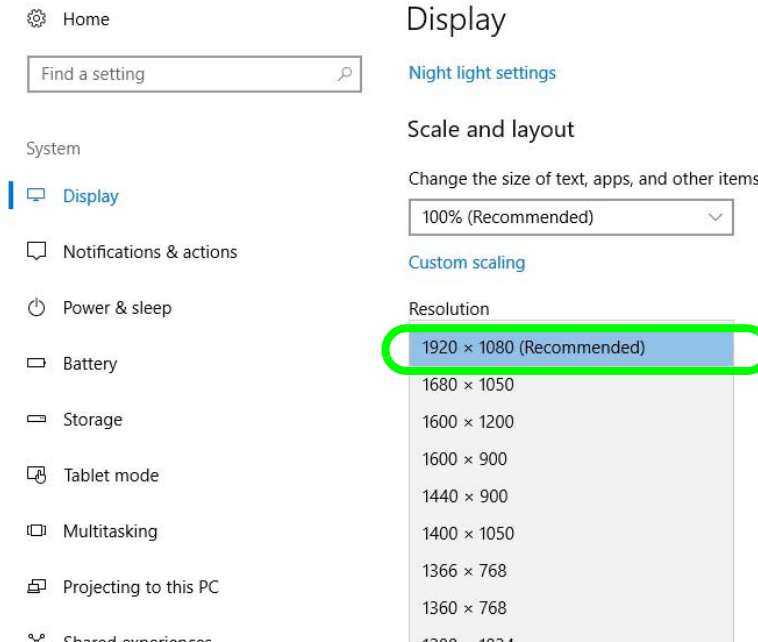 Home
Find a setting
System
Display
Notifications & actions
Power & sleep
Battery
Storage
Tablet mode
Multitasking
Projecting to this PC
Shared experiences
Display
Night light settings
Scale and layout
Change the size of text, apps, and other items
100% (Recommended)
Custom scaling
Resolution
1920 × 1080 (Recommended)
1680 × 1050
1600 × 1200
1600 × 900
1440 × 900
1400 × 1050
1366 × 768
1360 × 768